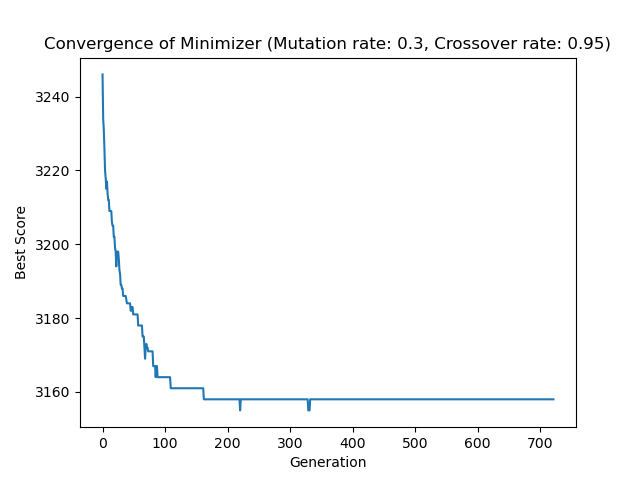 Convergence of Minimizer (Mutation rate: 0.3, Crossover rate: 0.95)
3240
3220
3200
3180
3160
Best Score
0 100 200 300 400 500 600 700
Generation